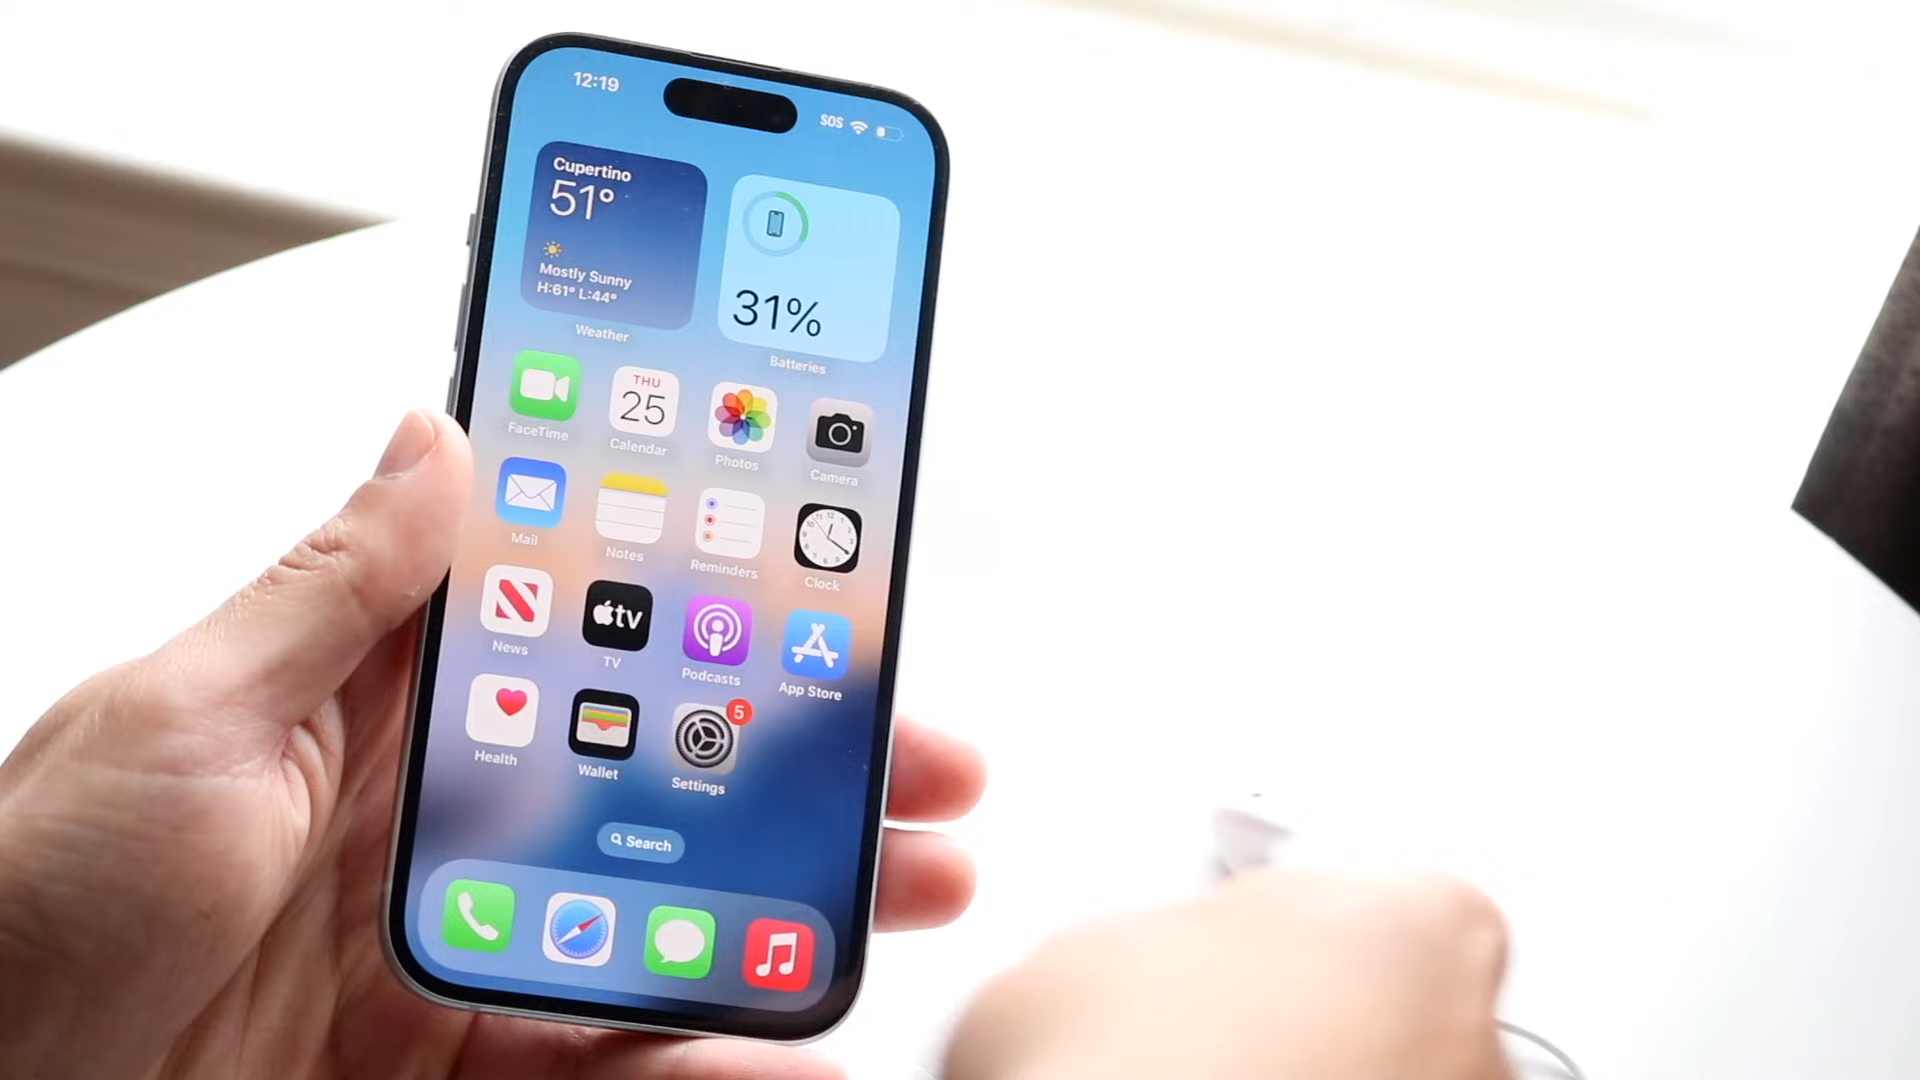 12:19
SOS
Cupertino
51°
Mostly Sunny
H:61° L:44°
Weather
31%
Batteries
FaceTime
THU
25
Calendar
Photos
Camera
Mail
Notes
Reminders
Clock
News
tv
TV
Podcasts
App Store
Health
Wallet
5
Settings
Search